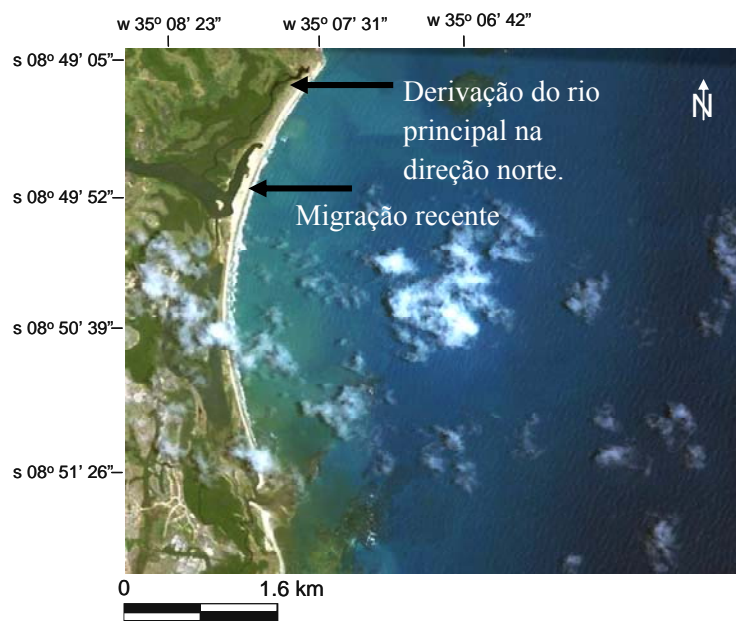 w 35º 08' 23” w 35º 07' 31” w 35º 06' 42”
s 08º 49' 05”
Derivação do rio
principal na
direção norte.
N
s 08º 49' 52”
Migração recente
s 08º 50' 39”
s 08º 51' 26”
0 1.6 km